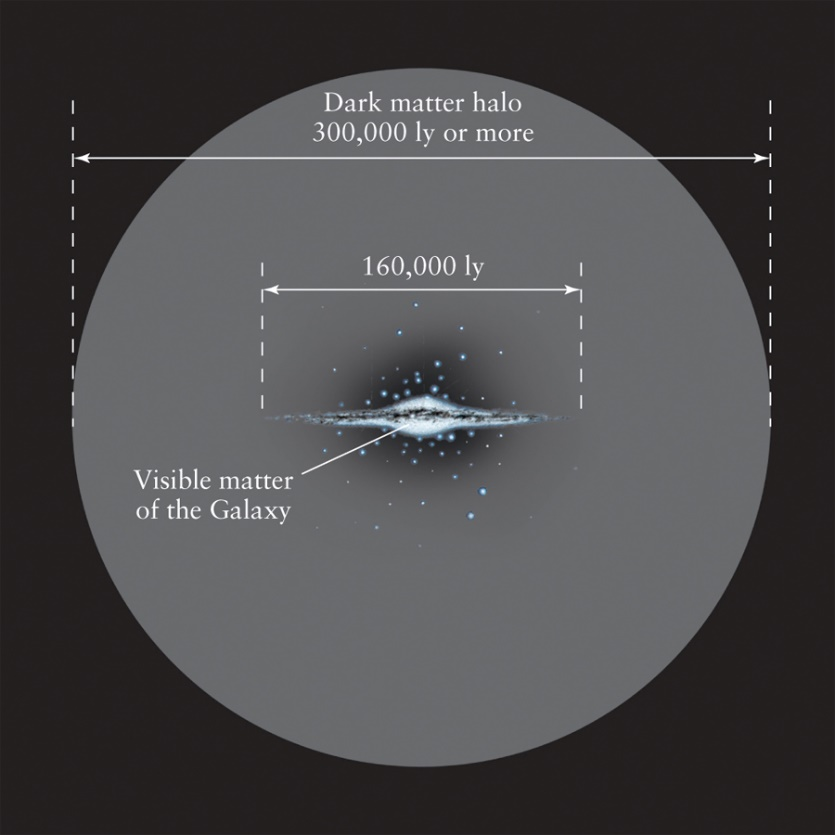 Dark matter halo
300,000 ly or more
160,000 ly
Visible matter
of the Galaxy